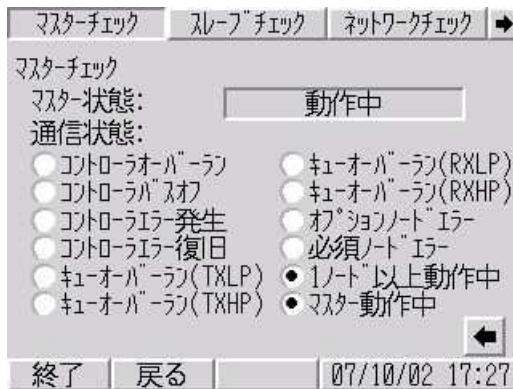 マスターチェック スレーブチェック ネットワークチェック
マスターチェック
マスター状態: 動作中
通信状態:
コントローラオーバーラン キューオーバーラン(RXLP)
コントローラバスオフ キューオーバーラン(RXHP)
コントローラエラー発生 オプションノードエラー
コントローラエラー復旧 必須ノードエラー
キューオーバーラン(TXLP) 1ノード以上動作中
キューオーバーラン(TXHP) マスター動作中
終了 戻る 07/10/02 17:27